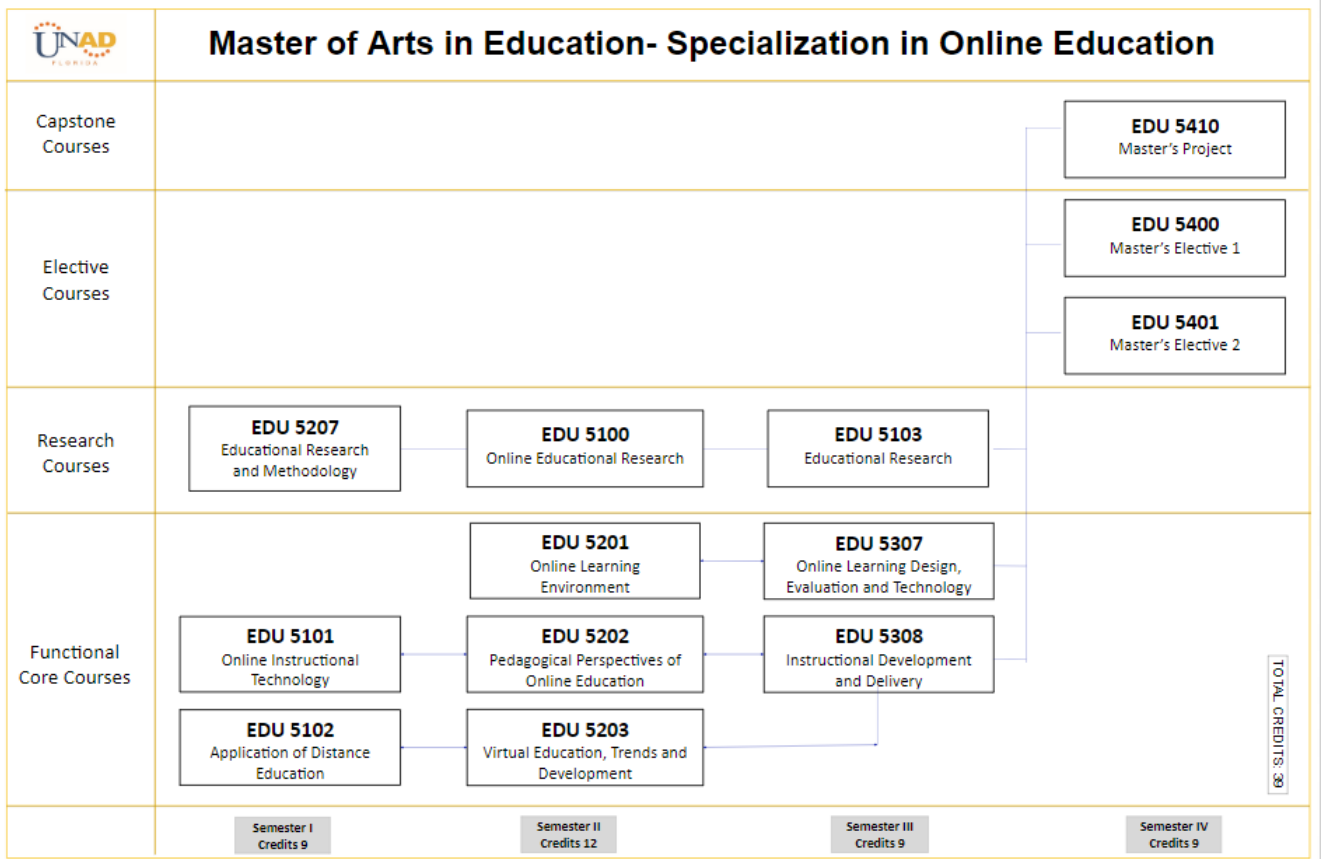 UNAD
FLORIDA
Master of Arts in Education- Specialization in Online Education
Capstone
Courses
EDU 5410
Master's Project
Elective
Courses
EDU 5400
Master's Elective 1
EDU 5401
Master's Elective 2
Research
Courses
EDU 5207
Educational Research
and Methodology
EDU 5100
Online Educational Research
EDU 5103
Educational Research
Functional
Core Courses
EDU 5201
Online Learning
Environment
EDU 5307
Online Learning Design,
Evaluation and Technology
EDU 5101
Online Instructional
Technology
EDU 5202
Pedagogical Perspectives of
Online Education
EDU 5308
Instructional Development
and Delivery
EDU 5102
Application of Distance
Education
EDU 5203
Virtual Education, Trends and
Development
TOTAL CREDITS: 39
Semester I
Credits 9
Semester II
Credits 12
Semester III
Credits 9
Semester IV
Credits 9